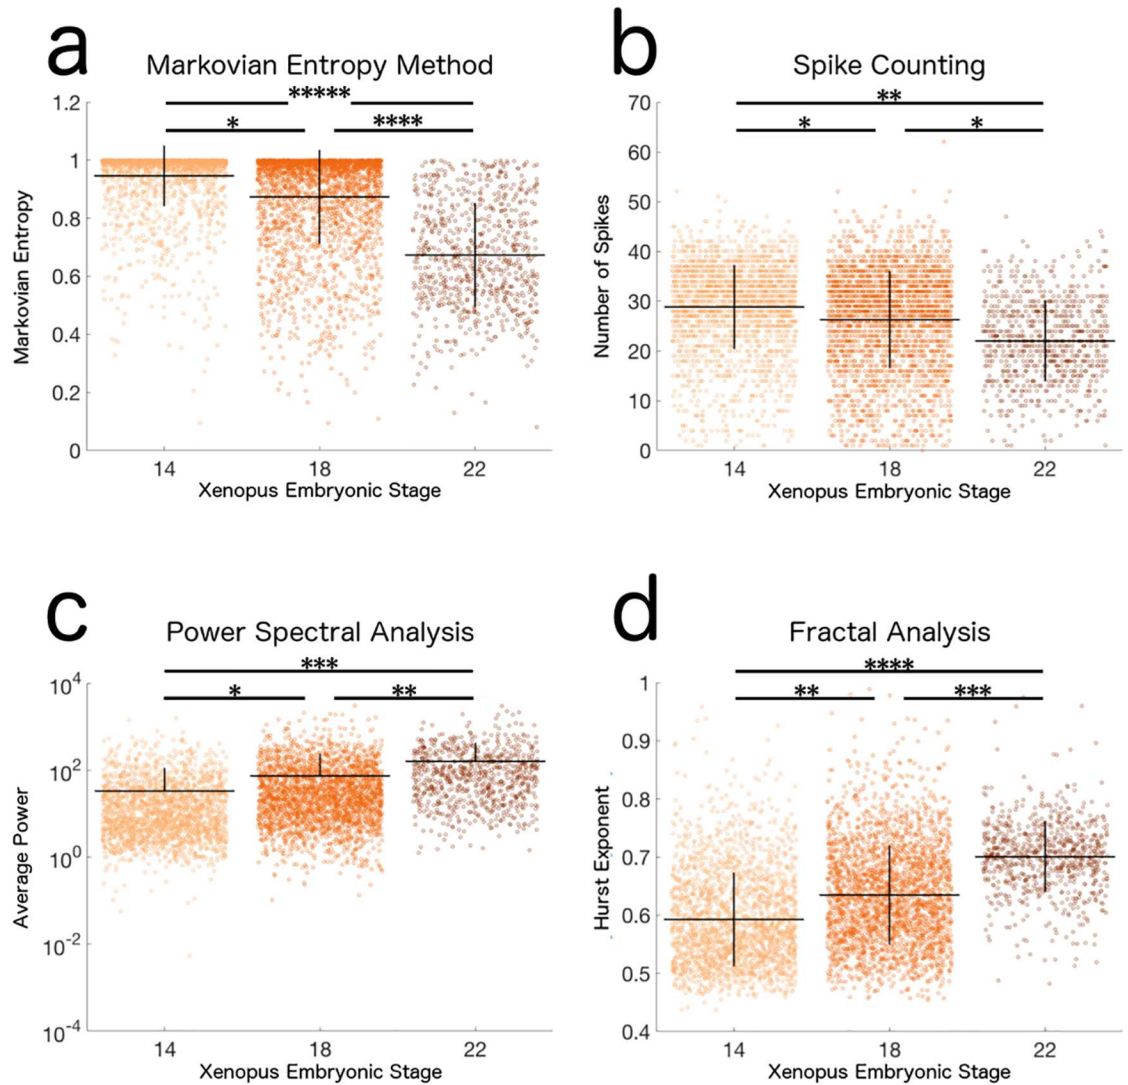 a
Markovian Entropy Method
*****
* ****
1.2
1
0.8
0.6
0.4
0.2
0
Markovian Entropy
14 18 22
Xenopus Embryonic Stage
b
Spike Counting
**
* *
70
60
50
40
30
20
10
0
Number of Spikes
14 18 22
Xenopus Embryonic Stage
c
Power Spectral Analysis
***
* **
10^4
10^2
10^0
10^-2
10^-4
Average Power
14 18 22
Xenopus Embryonic Stage
d
Fractal Analysis
****
** ***
1
0.9
0.8
0.7
0.6
0.5
0.4
Hurst Exponent
14 18 22
Xenopus Embryonic Stage